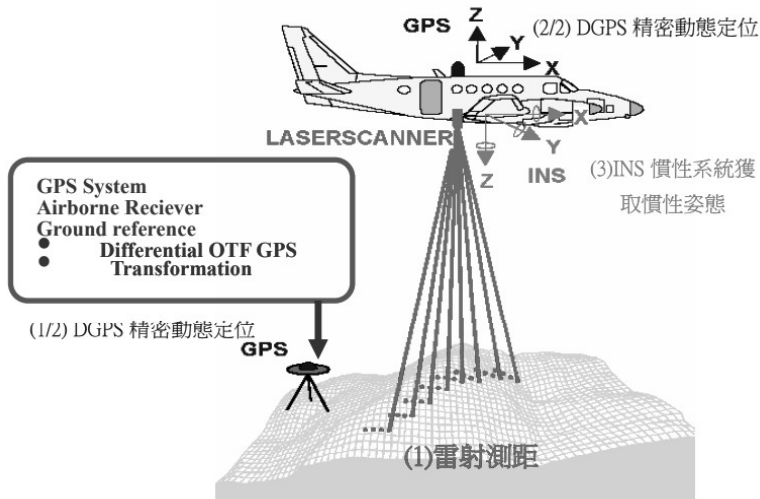 GPS
Z
Y
X
(2/2) DGPS 精密動態定位
LASERSCANNER
X
Y
Z
INS
(3)INS 慣性系統獲
取慣性姿態
GPS System
Airborne Reciever
Ground reference
• Differential OTF GPS
• Transformation
(1/2) DGPS 精密動態定位
GPS
(1)雷射測距